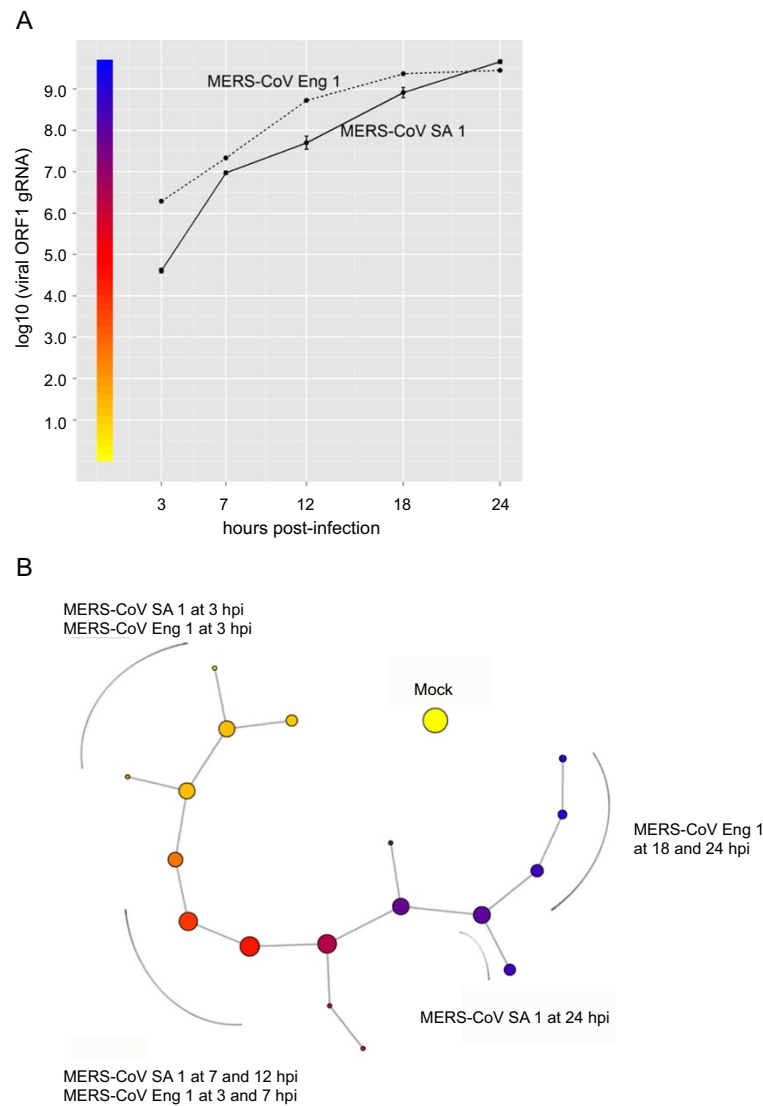 A
MERS-CoV Eng 1
MERS-CoV SA 1
log10 (viral ORF1 gRNA)
9.0
8.0
7.0
6.0
5.0
4.0
3.0
2.0
1.0
3 7 12 18 24
hours post-infection
B
MERS-CoV SA 1 at 3 hpi
MERS-CoV Eng 1 at 3 hpi
Mock
MERS-CoV Eng 1
at 18 and 24 hpi
MERS-CoV SA 1 at 24 hpi
MERS-CoV SA 1 at 7 and 12 hpi
MERS-CoV Eng 1 at 3 and 7 hpi